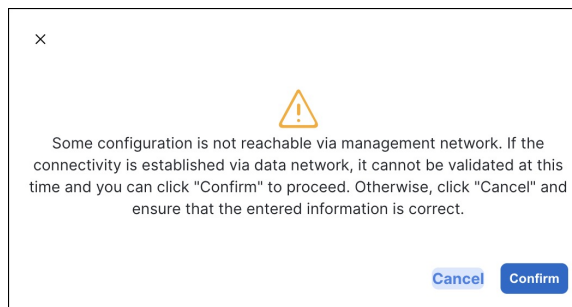 Some configuration is not reachable via management network. If the
connectivity is established via data network, it cannot be validated at this
time and you can click "Confirm" to proceed. Otherwise, click "Cancel" and
ensure that the entered information is correct.
Cancel Confirm